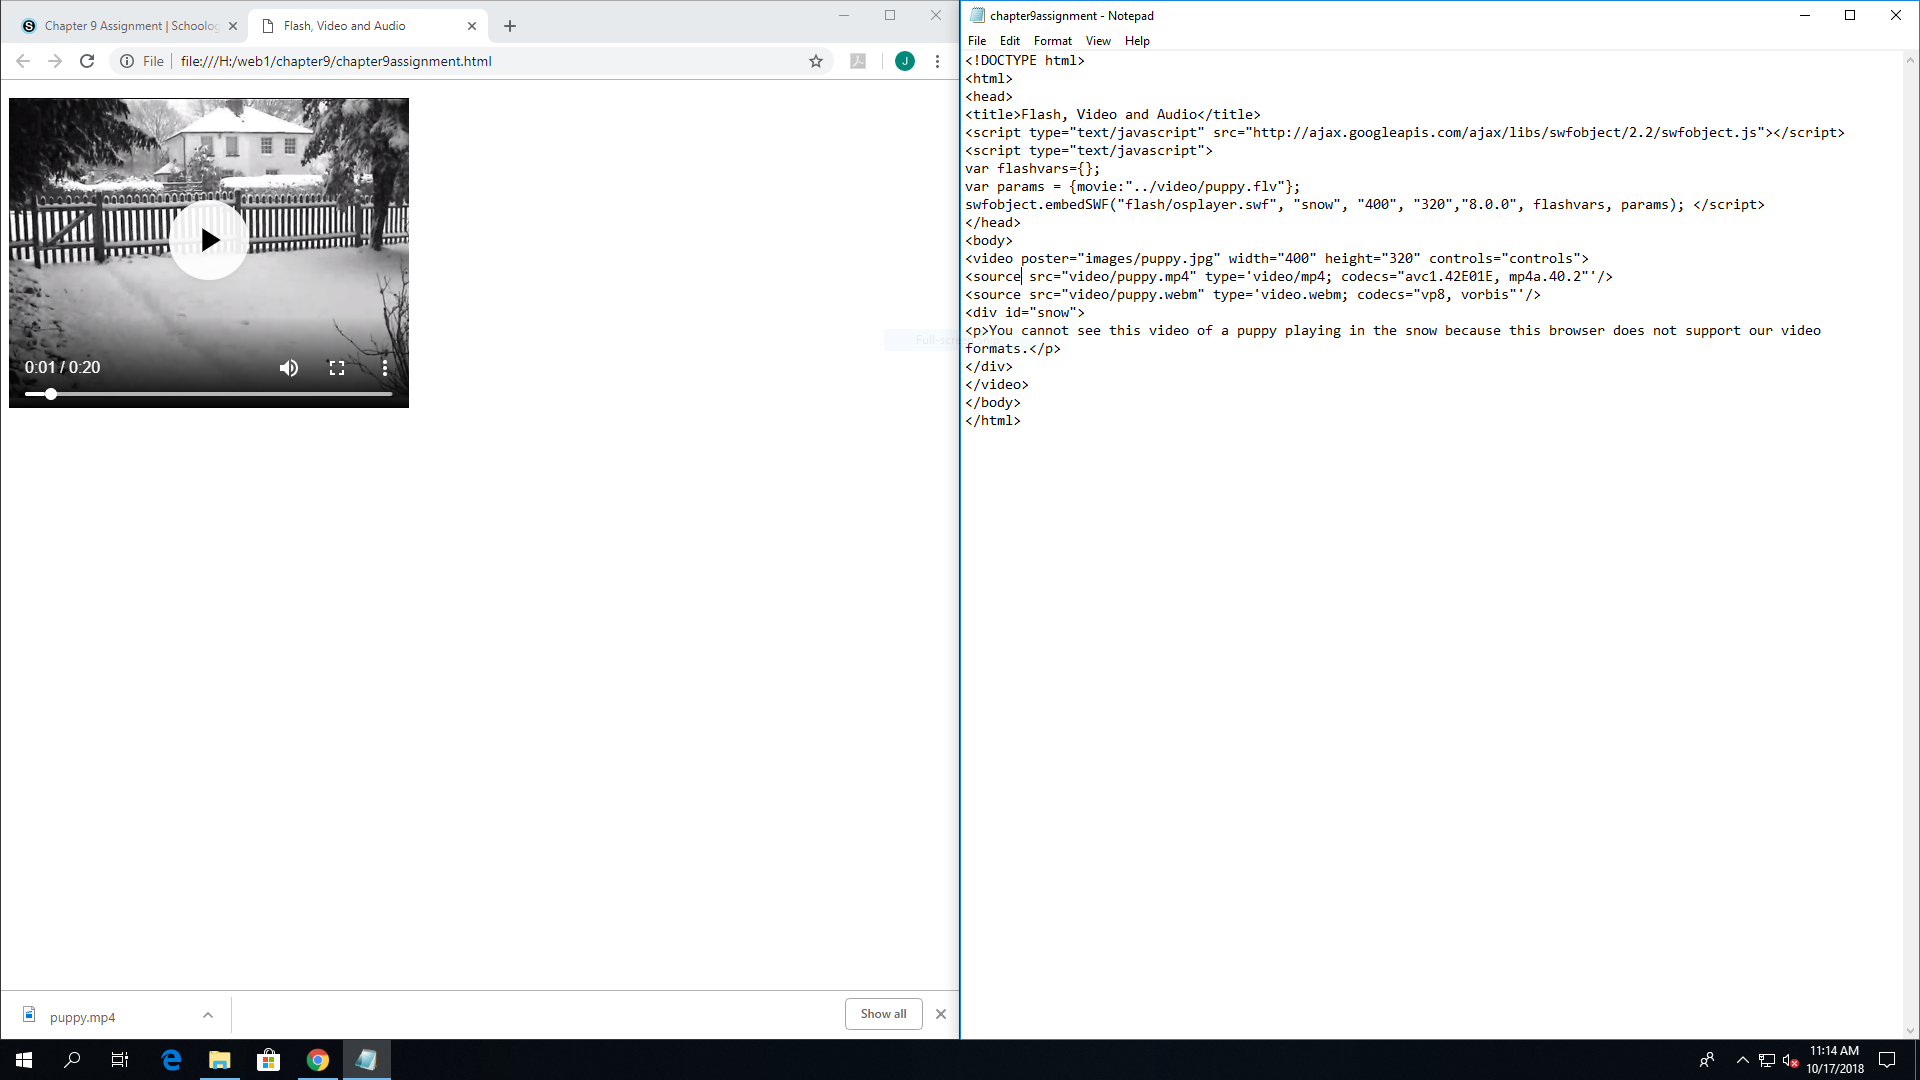 Chapter 9 Assignment | Schoolog
Flash, Video and Audio
File
file:///H:/web1/chapter9/chapter9assignment.html
J
0:01 / 0:20
puppy.mp4
Show all
chapter9assignment - Notepad
File Edit Format View Help
<!DOCTYPE html>
<html>
<head>
<title>Flash, Video and Audio</title>
<script type="text/javascript" src="http://ajax.googleapis.com/ajax/libs/swfobject/2.2/swfobject.js"></script>
<script type="text/javascript">
var flashvars={};
var params = {movie:"../video/puppy.flv"};
swfobject.embedSWF("flash/osplayer.swf", "snow", "400", "320","8.0.0", flashvars, params); </script>
</head>
<body>
<video poster="images/puppy.jpg" width="400" height="320" controls="controls">
<source src="video/puppy.mp4" type='video/mp4; codecs="avc1.42E01E, mp4a.40.2"'/>
<source src="video/puppy.webm" type='video.webm; codecs="vp8, vorbis"'/>
<div id="snow">
<p>You cannot see this video of a puppy playing in the snow because this browser does not support our video
formats.</p>
</div>
</video>
</body>
</html>
11:14 AM
10/17/2018